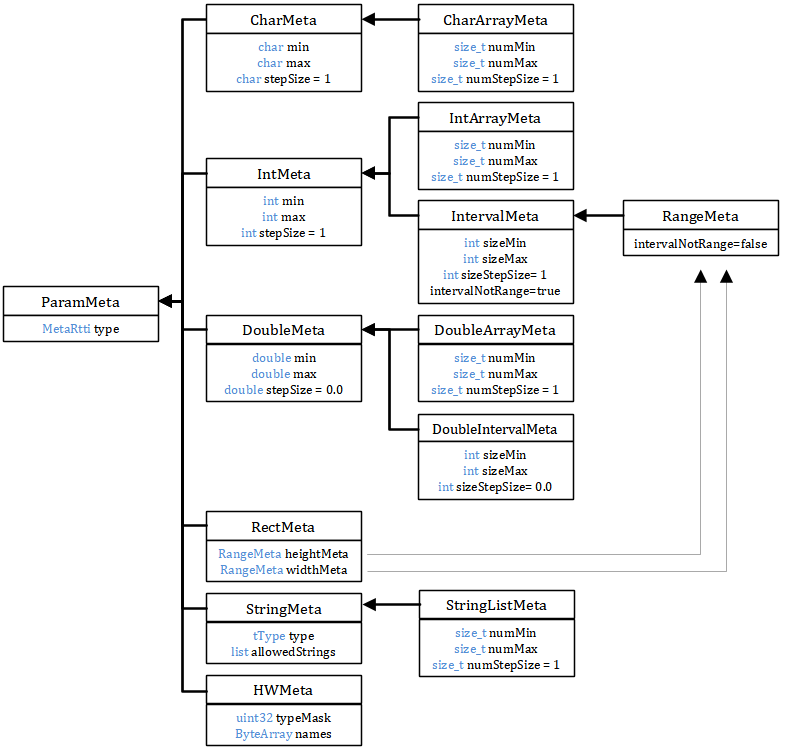 CharMeta
char min
char max
char stepSize = 1
CharArrayMeta
size_t numMin
size_t numMax
size_t numStepSize = 1
IntArrayMeta
size_t numMin
size_t numMax
size_t numStepSize = 1
IntMeta
int min
int max
int stepSize = 1
IntervalMeta
int sizeMin
int sizeMax
int sizeStepSize= 1
intervalNotRange=true
RangeMeta
intervalNotRange=false
ParamMeta
MetaRtti type
DoubleMeta
double min
double max
double stepSize = 0.0
DoubleArrayMeta
size_t numMin
size_t numMax
size_t numStepSize = 1
DoubleIntervalMeta
int sizeMin
int sizeMax
int sizeStepSize= 0.0
RectMeta
RangeMeta heightMeta
RangeMeta widthMeta
StringMeta
tType type
list allowedStrings
StringListMeta
size_t numMin
size_t numMax
size_t numStepSize = 1
HWMeta
uint32 typeMask
ByteArray names